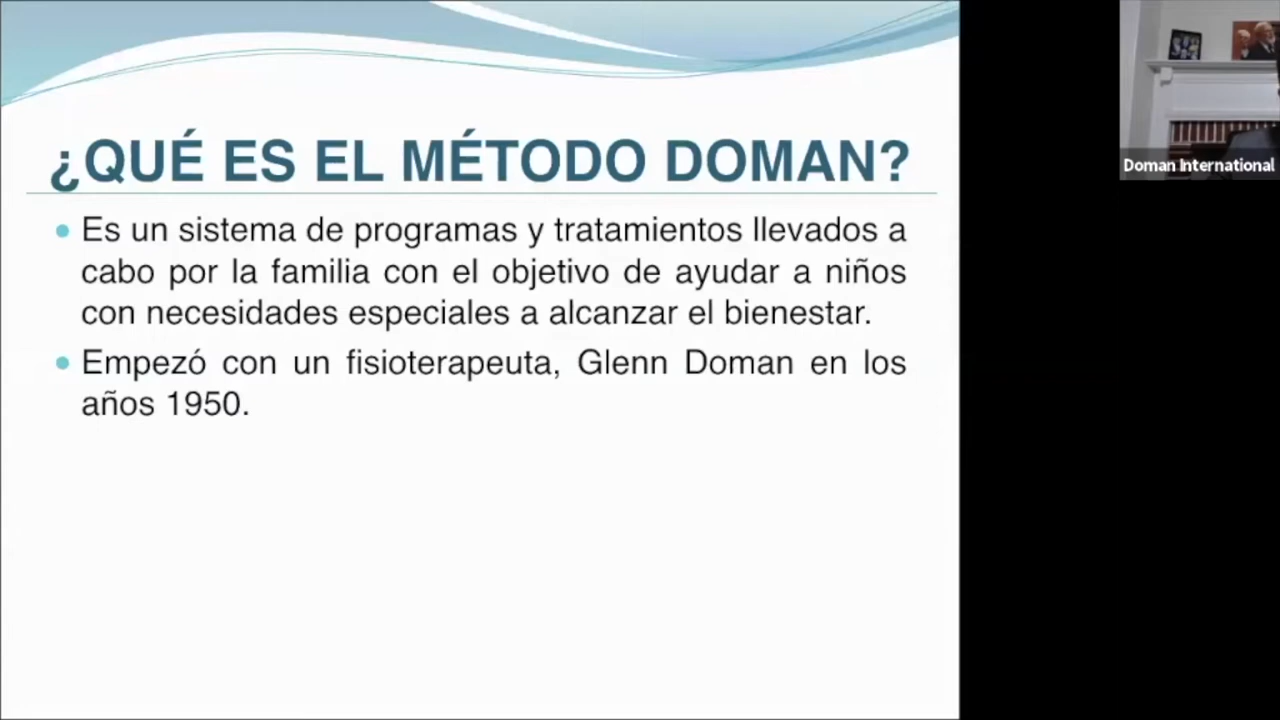 ¿QUÉ ES EL MÉTODO DOMAN?
Es un sistema de programas y tratamientos llevados a
cabo por la familia con el objetivo de ayudar a niños
con necesidades especiales a alcanzar el bienestar.
Empezó con un fisioterapeuta, Glenn Doman en los
años 1950.
Doman International